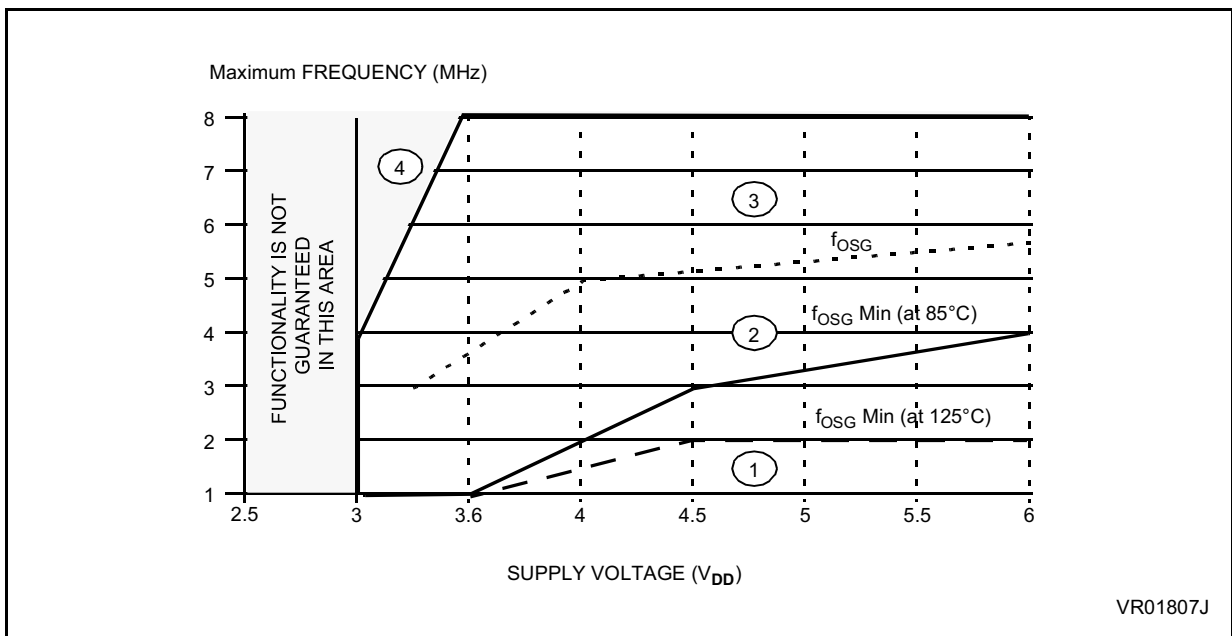 Maximum FREQUENCY (MHz)
8
7
6
5
4
3
2
1
FUNCTIONALITY IS NOT
GUARANTEED
IN THIS AREA
4
3
fOSG
fOSG Min (at 85°C)
2
fOSG Min (at 125°C)
1
2.5 3 3.6 4 4.5 5 5.5 6
SUPPLY VOLTAGE (VDD)
VR01807J